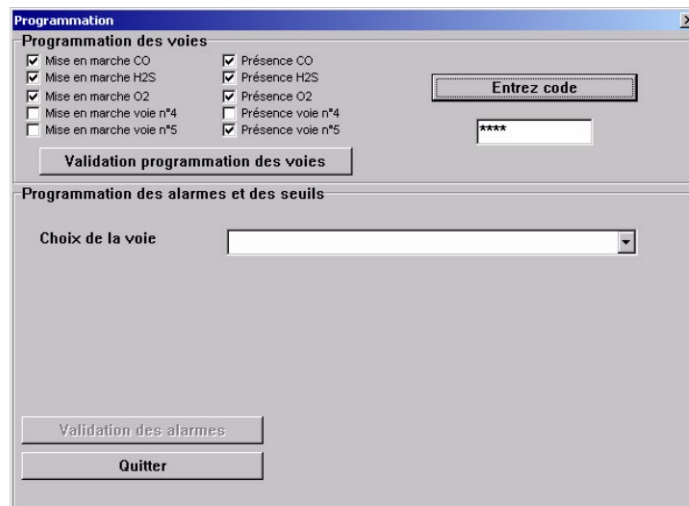 Programmation
Programmation des voies
Mise en marche CO
Présence CO
Mise en marche H2S
Présence H2S
Mise en marche O2
Présence O2
Mise en marche voie n°4
Présence voie n°4
Mise en marche voie n°5
Présence voie n°5
Entrez code
****
Validation programmation des voies
Programmation des alarmes et des seuils
Choix de la voie
Validation des alarmes
Quitter